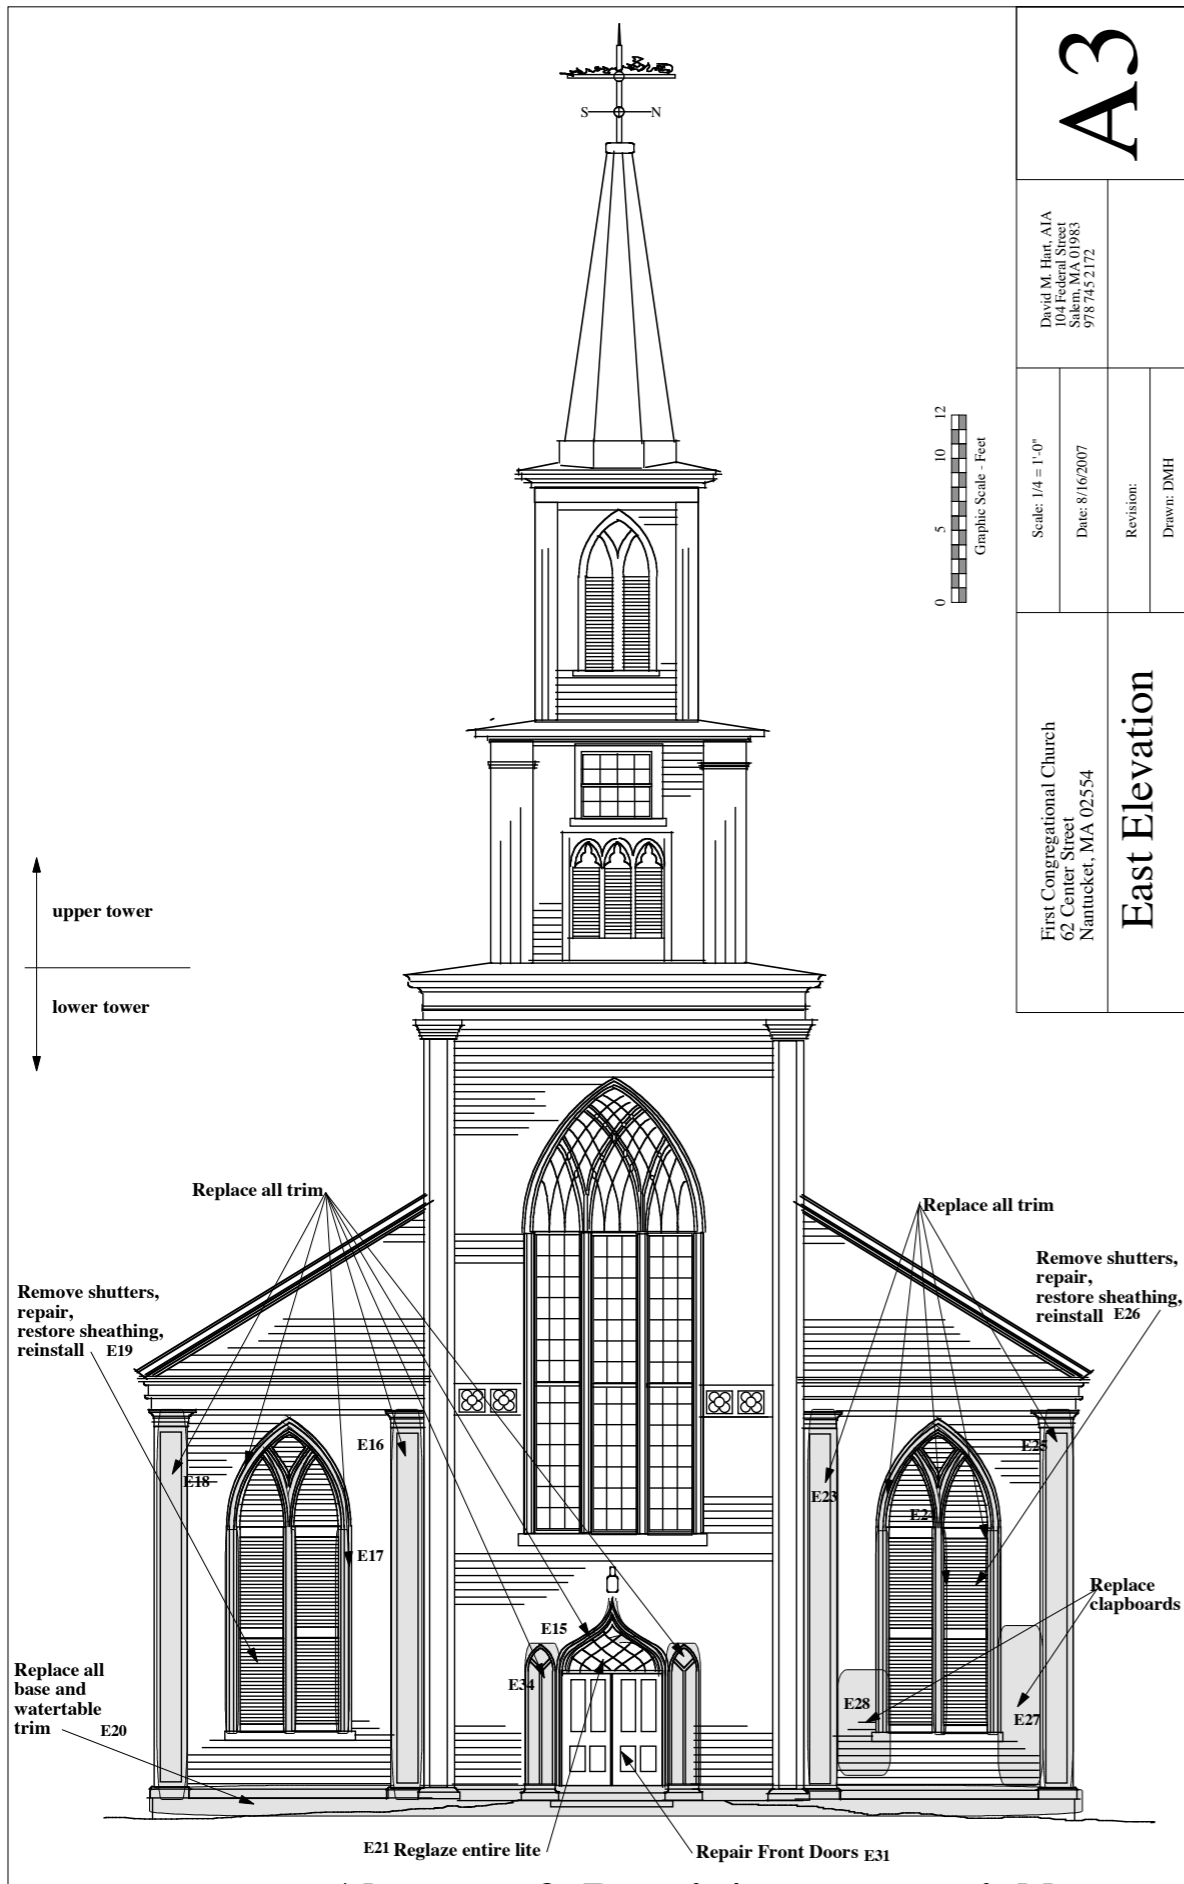 A3
David M. Hart, AIA
104 Federal Street
Salem, MA 01983
978 745 2172
Scale: 1/4 = 1'-0"
Date: 8/16/2007
Revision:
Drawn: DMH
First Congregational Church
62 Center Street
Nantucket, MA 02554
East Elevation
0 5 10 12
Graphic Scale - Feet
S N
upper tower
lower tower
Replace all trim
Replace all trim
Remove shutters,
repair,
restore sheathing,
reinstall E19
Remove shutters,
repair,
restore sheathing,
reinstall E26
E16
E18
E17
E25
E23
E24
Replace
clapboards
E15
E34
E28
E27
Replace all
base and
watertable
trim E20
E21 Reglaze entire lite
Repair Front Doors E31